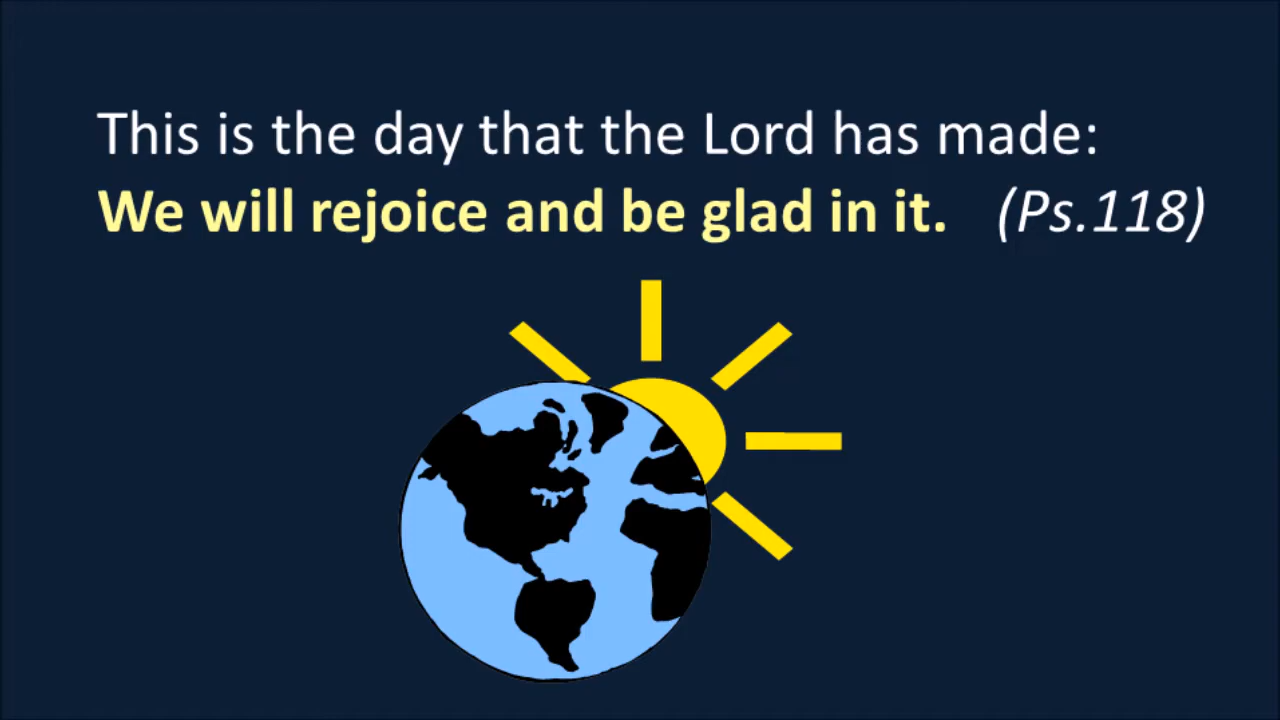 This is the day that the Lord has made:
We will rejoice and be glad in it. (Ps.118)